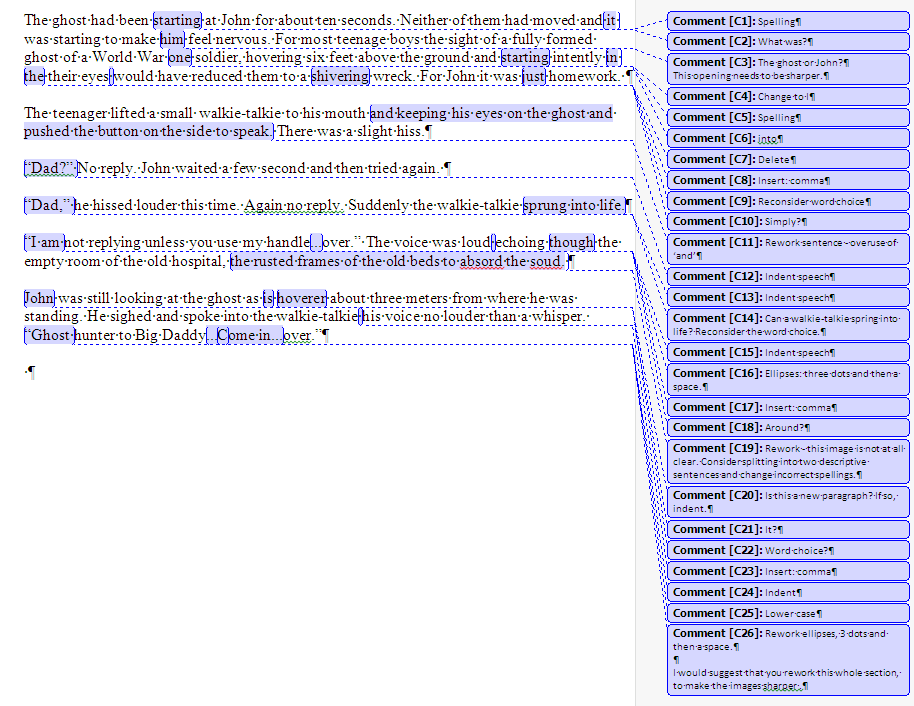 The ghost had been starting at John for about ten seconds. Neither of them had moved and it
was starting to make him feel nervous. For most teenage boys the sight of a fully formed
ghost of a World War one soldier, hovering six feet above the ground and starting intently in
the their eyes would have reduced them to a shivering wreck. For John it was just homework. ¶
The teenager lifted a small walkie-talkie to his mouth and keeping his eyes on the ghost and
pushed the button on the side to speak. There was a slight hiss.¶
“Dad?” No reply. John waited a few second and then tried again. ¶
“Dad,” he hissed louder this time. Again no reply. Suddenly the walkie-talkie sprung into life.¶
“I am not replying unless you use my handle…over.” The voice was loud echoing though the
empty room of the old hospital, the rusted frames of the old beds to absord the soud. ¶
John was still looking at the ghost as is hoverer about three meters from where he was
standing. He sighed and spoke into the walkie-talkie his voice no louder than a whisper.
“Ghost hunter to Big Daddy…Come in…over.”¶
¶
Comment [C1]: Spelling¶
Comment [C2]: What was?¶
Comment [C3]: The ghost or John?¶
This opening needs to be sharper.¶
Comment [C4]: Change to I¶
Comment [C5]: Spelling¶
Comment [C6]: into¶
Comment [C7]: Delete¶
Comment [C8]: Insert: comma¶
Comment [C9]: Reconsider word choice¶
Comment [C10]: Simply?¶
Comment [C11]: Rework sentence - overuse of
‘and’¶
Comment [C12]: Indent speech¶
Comment [C13]: Indent speech¶
Comment [C14]: Can a walkie-talkie spring into
life? Reconsider the word choice.¶
Comment [C15]: Indent speech¶
Comment [C16]: Ellipses: three dots and then a
space.¶
Comment [C17]: Insert: comma¶
Comment [C18]: Around?¶
Comment [C19]: Rework – this image is not at all
clear. Consider splitting into two descriptive
sentences and change incorrect spellings.¶
Comment [C20]: Is this a new paragraph? If so,
indent.¶
Comment [C21]: It?¶
Comment [C22]: Word choice?¶
Comment [C23]: Insert: comma¶
Comment [C24]: Indent¶
Comment [C25]: Lower case¶
Comment [C26]: Rework ellipses, 3 dots and
then a space.¶
¶
I would suggest that you rework this whole section,
to make the images sharper. ¶